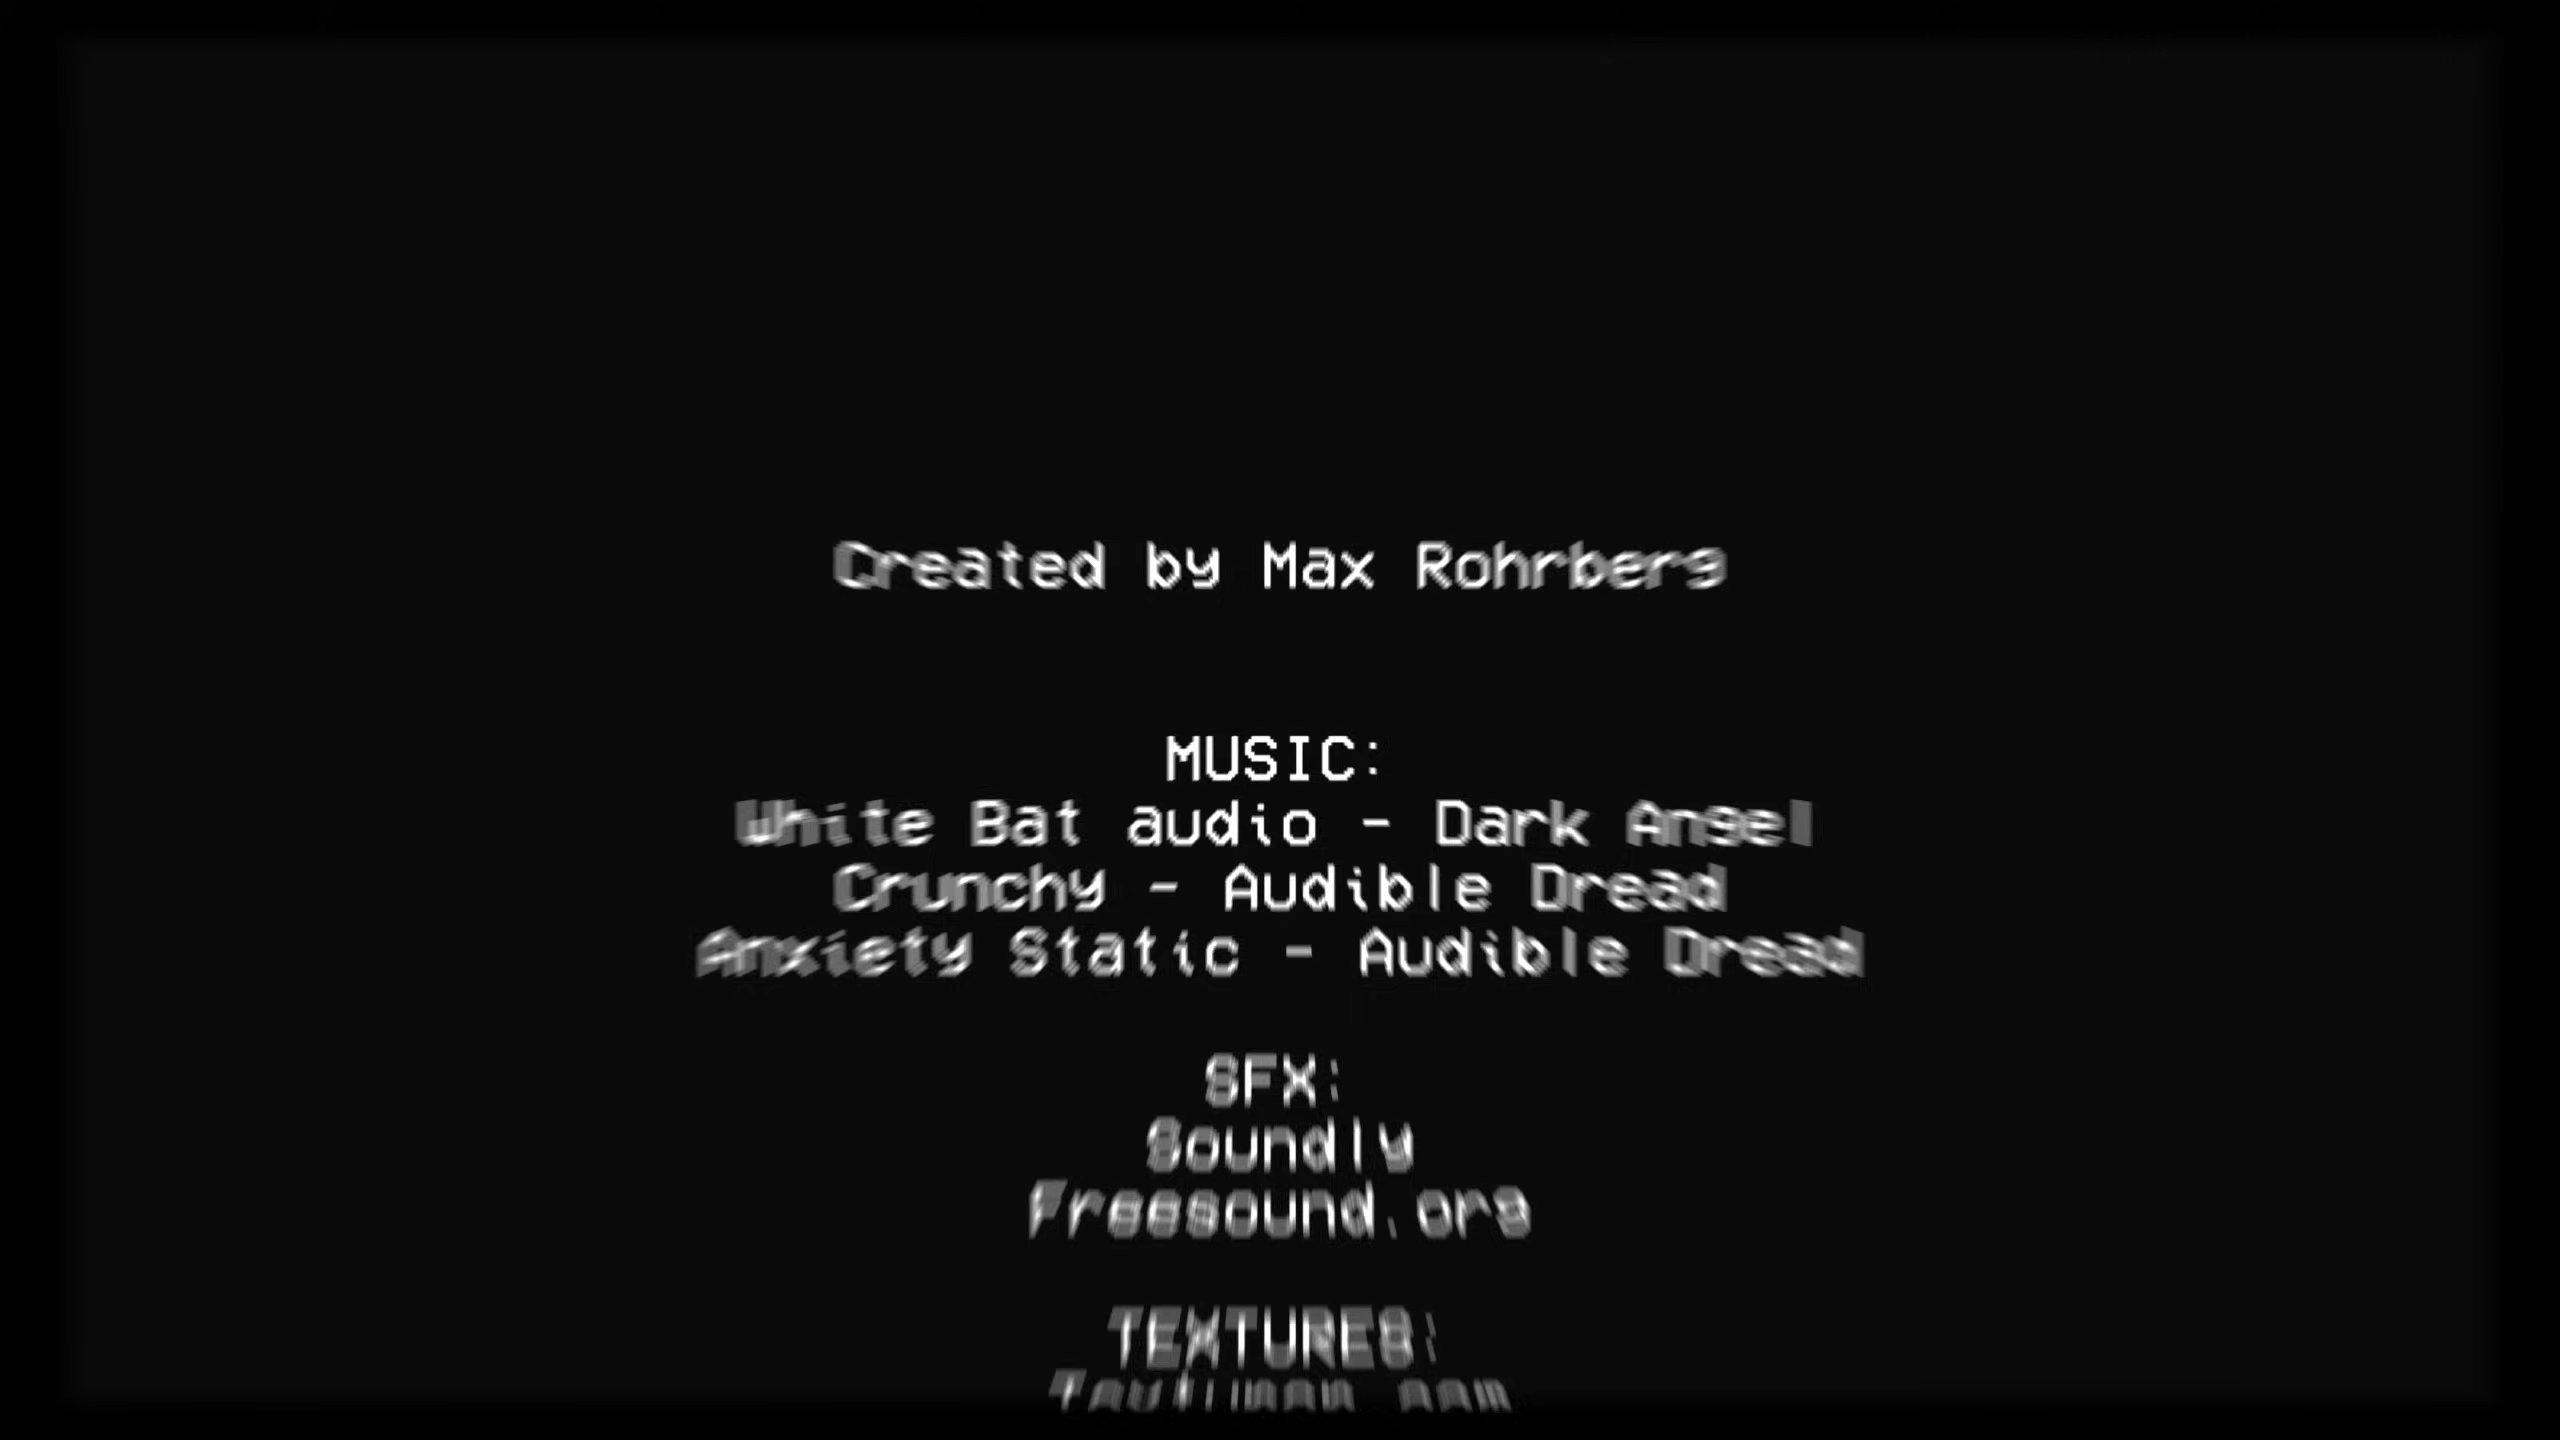 Created by Max Rohrberg
MUSIC:
White Bat audio - Dark Angel
Crunchy - Audible Dread
Anxiety Static - Audible Dread
SFX:
Soundly
Freesound.org
TEXTURES: